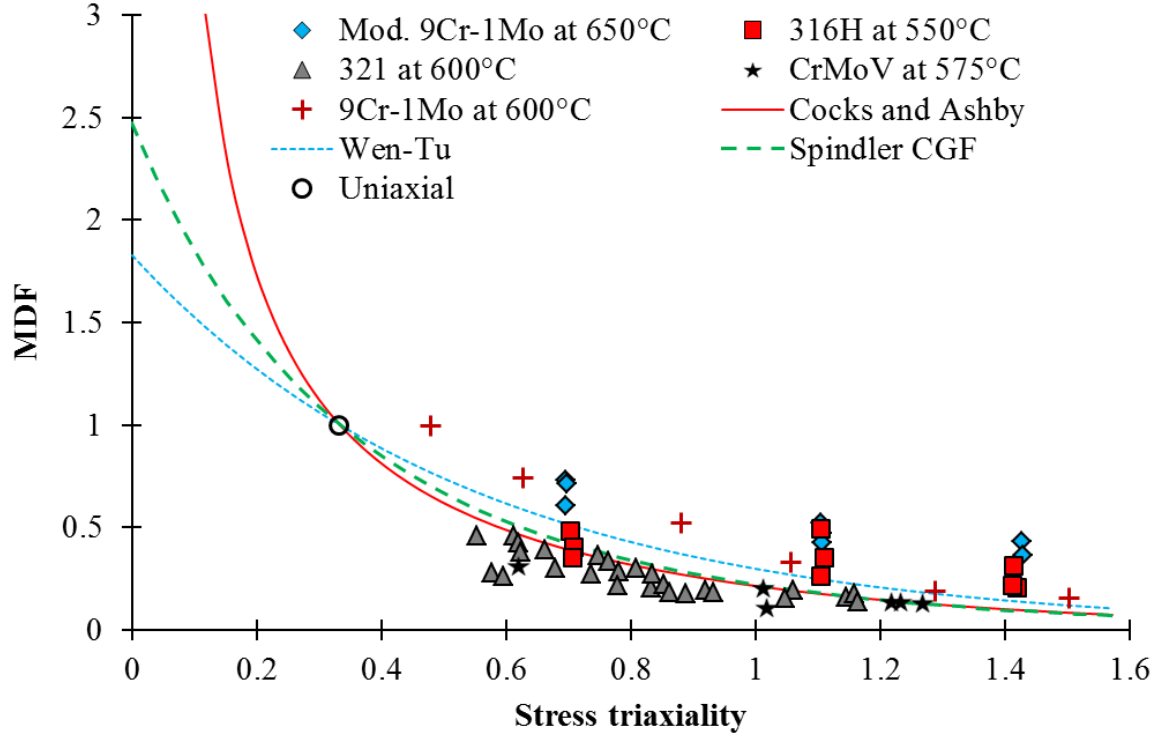 3
Mod. 9Cr-1Mo at 650°C
316H at 550°C
321 at 600°C
CrMoV at 575°C
9Cr-1Mo at 600°C
Cocks and Ashby
Wen-Tu
Spindler CGF
Uniaxial
2.5
2
1.5
1
0.5
0
MDF
0 0.2 0.4 0.6 0.8 1 1.2 1.4 1.6
Stress triaxiality